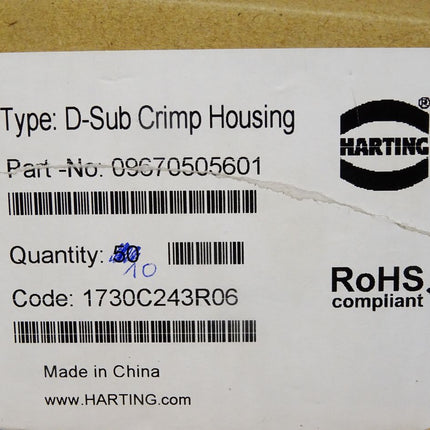 Type: D-Sub Crimp Housing
®
HARTING
Part -No: 09670505601
Quantity: 50
10
Code: 1730C243R06
RoHS
compliant
Made in China
www.HARTING.com